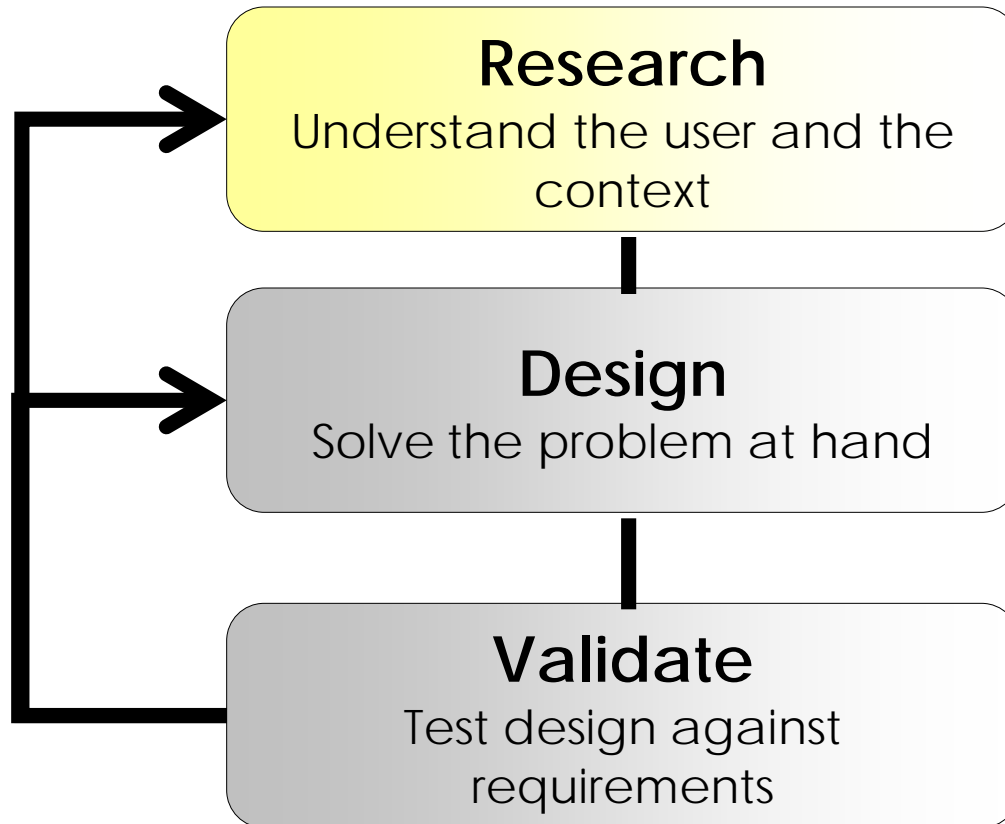 Research
Understand the user and the
context
Design
Solve the problem at hand
Validate
Test design against
requirements